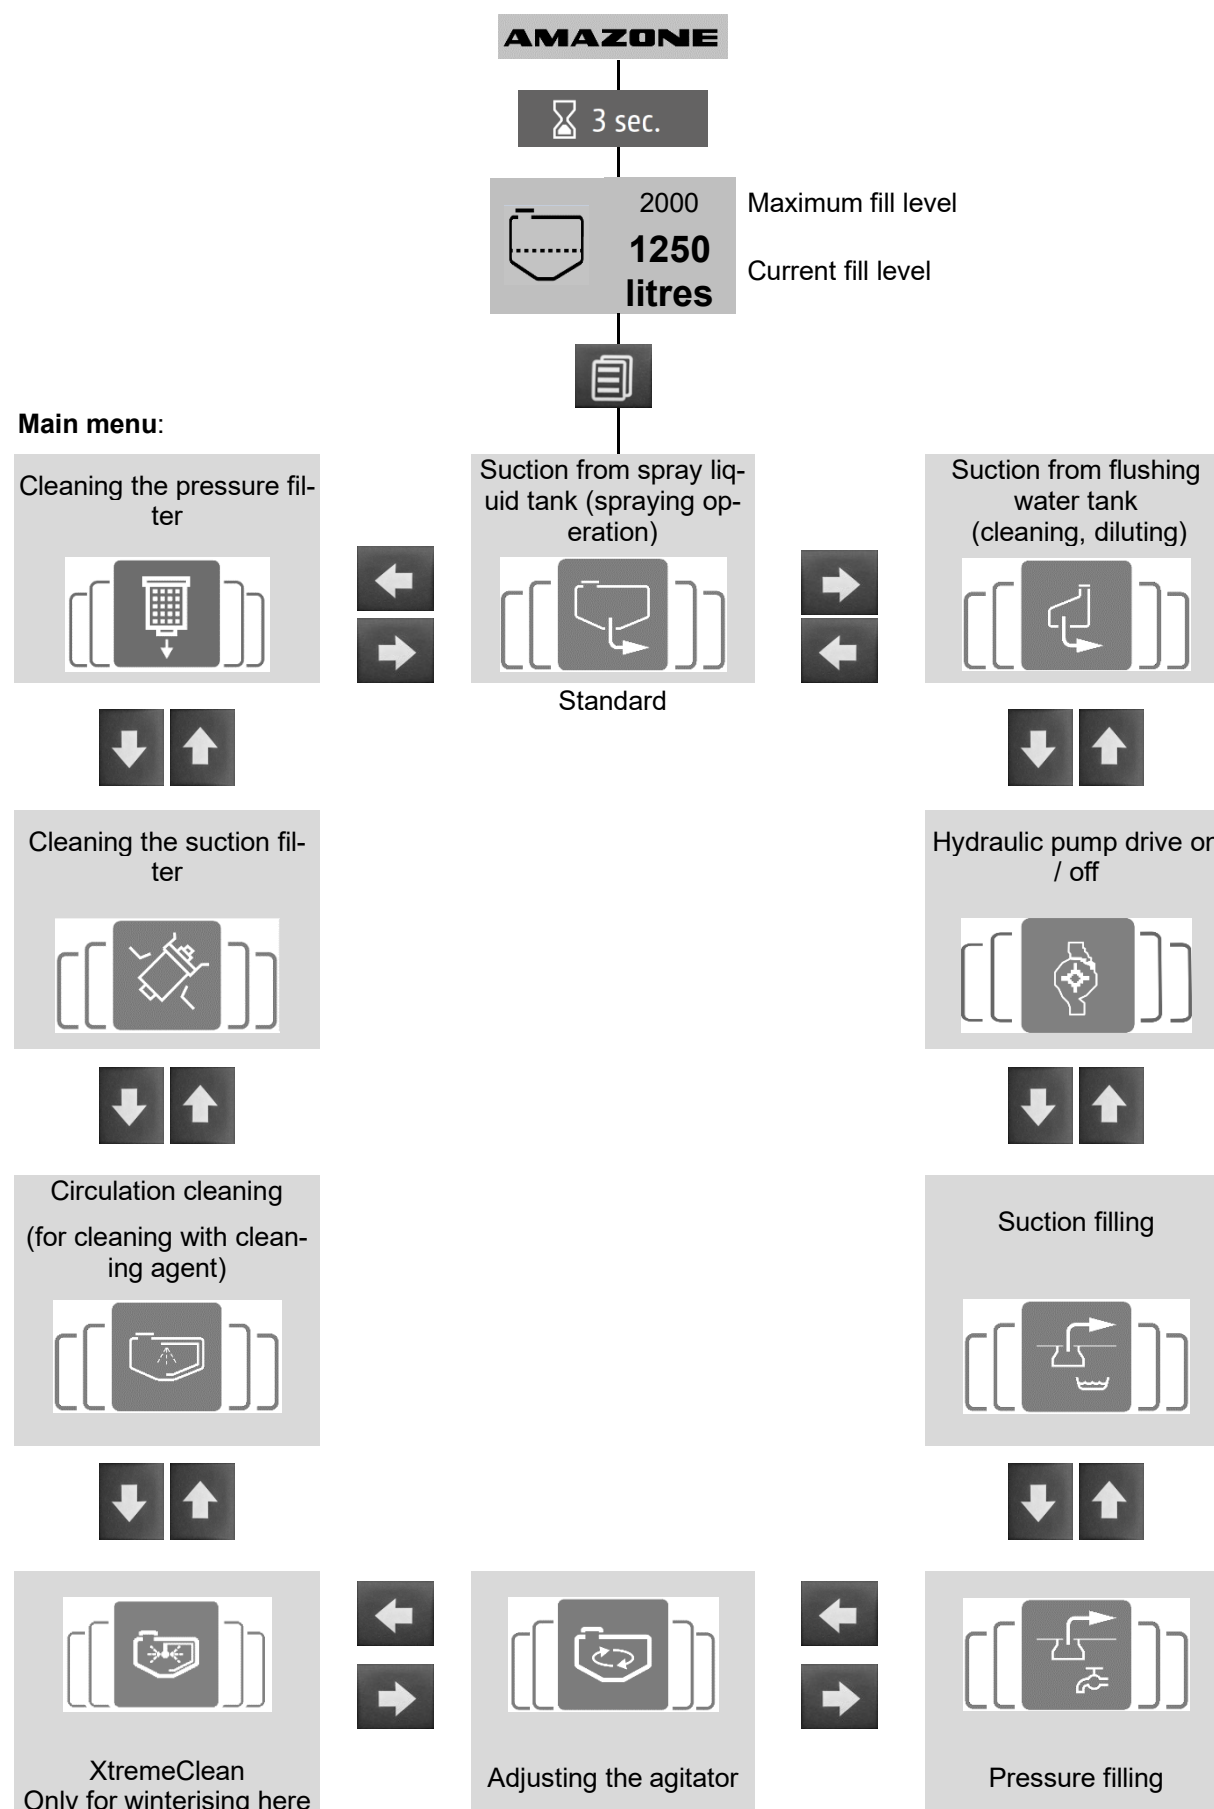 AMAZONE
3 sec.
2000
Maximum fill level
1250
litres
Current fill level
Main menu:
Cleaning the pressure fil-
ter
Suction from spray liq-
uid tank (spraying op-
eration)
Suction from flushing
water tank
(cleaning, diluting)
Standard
Cleaning the suction fil-
ter
Hydraulic pump drive on
/ off
Circulation cleaning
(for cleaning with clean-
ing agent)
Suction filling
XtremeClean
Only for winterising here
Adjusting the agitator
Pressure filling